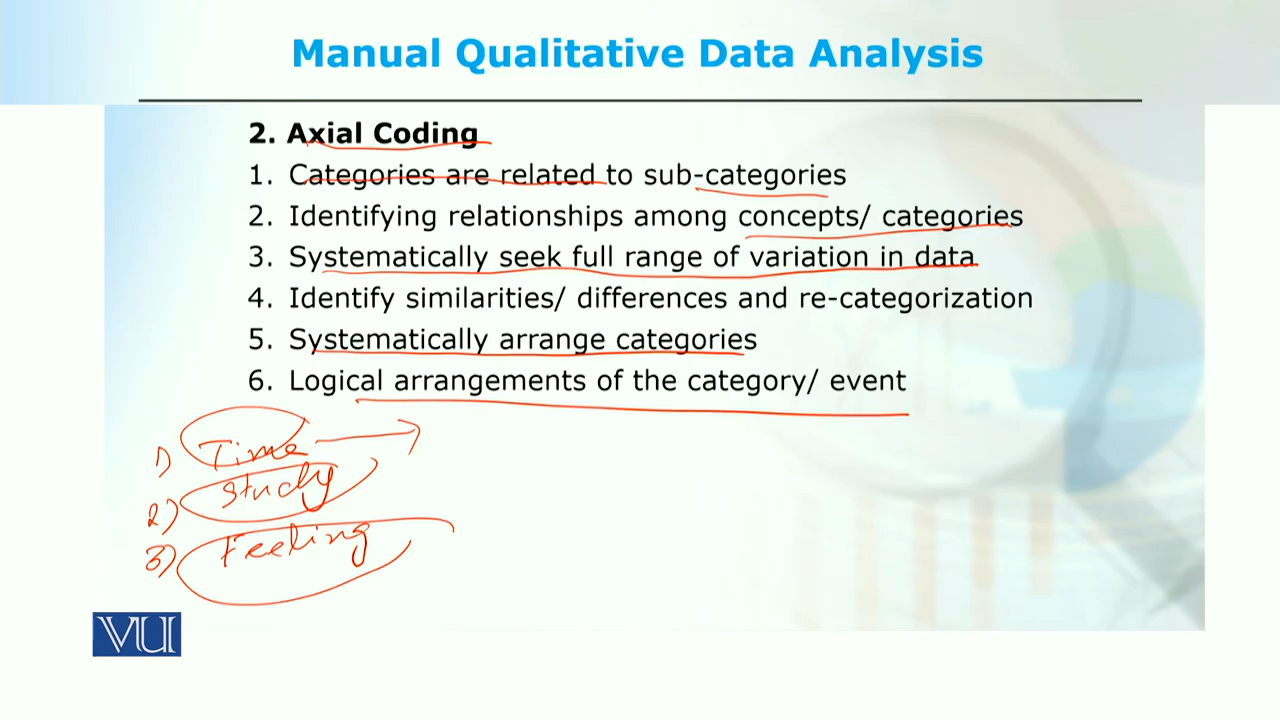 Manual Qualitative Data Analysis
2. Axial Coding
1. Categories are related to sub-categories
2. Identifying relationships among concepts/ categories
3. Systematically seek full range of variation in data
4. Identify similarities/ differences and re-categorization
5. Systematically arrange categories
6. Logical arrangements of the category/ event
1) Time
2) Study
3) Feeling
VU